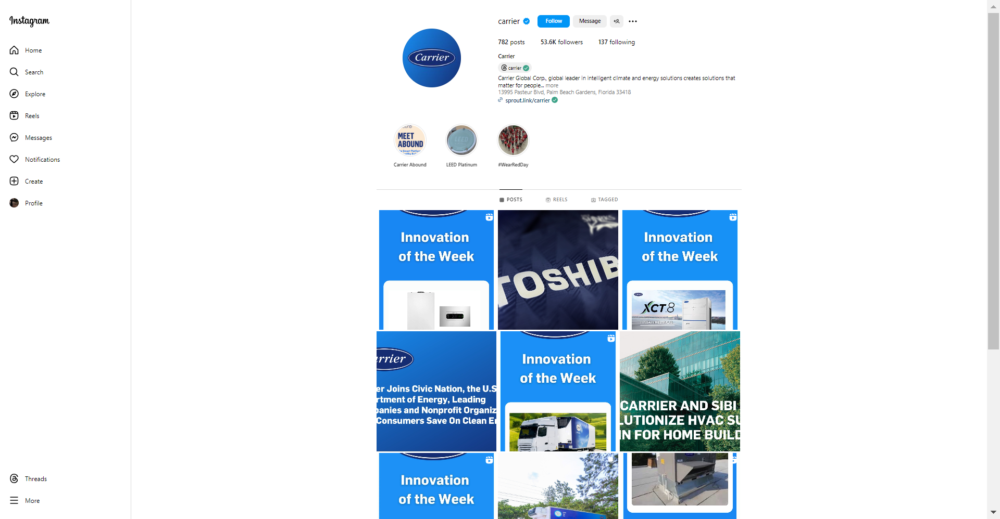 Instagram
Home
Search
Explore
Reels
Messages
Notifications
Create
Profile
Threads
More
Carrier
carrier
Follow
Message
782 posts
53.6K followers
137 following
Carrier
carrier
Carrier Global Corp., global leader in intelligent climate and energy solutions creates solutions that
matter for people... more
13995 Pasteur Blvd, Palm Beach Gardens, Florida 33418
sprout.link/carrier
MEET
ABOUND
Carrier Abound
LEED
LEED Platinum
#WearRedDay
POSTS
REELS
TAGGED
Innovation
of the Week
TOSHIB
Innovation
of the Week
XCT8
arrier
er Joins Civic Nation, the U.S
rtment of Energy, Leading
panies and Nonprofit Organiz
Consumers Save On Clean En
Innovation
of the Week
CARRIER AND SIBI
LUTIONIZE HVAC SU
IN FOR HOME BUILD
Innovation
of the Week